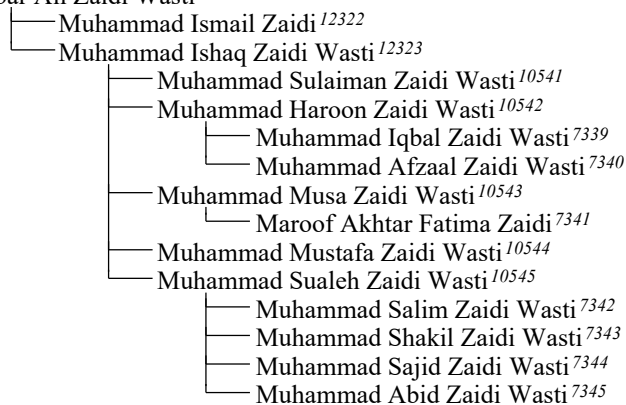 Ali Zaidi Wasti
Muhammad Ismail Zaidi 12322
Muhammad Ishaq Zaidi Wasti 12323
Muhammad Sulaiman Zaidi Wasti 10541
Muhammad Haroon Zaidi Wasti 10542
Muhammad Iqbal Zaidi Wasti 7339
Muhammad Afzaal Zaidi Wasti 7340
Muhammad Musa Zaidi Wasti 10543
Maroof Akhtar Fatima Zaidi 7341
Muhammad Mustafa Zaidi Wasti 10544
Muhammad Sualeh Zaidi Wasti 10545
Muhammad Salim Zaidi Wasti 7342
Muhammad Shakil Zaidi Wasti 7343
Muhammad Sajid Zaidi Wasti 7344
Muhammad Abid Zaidi Wasti 7345